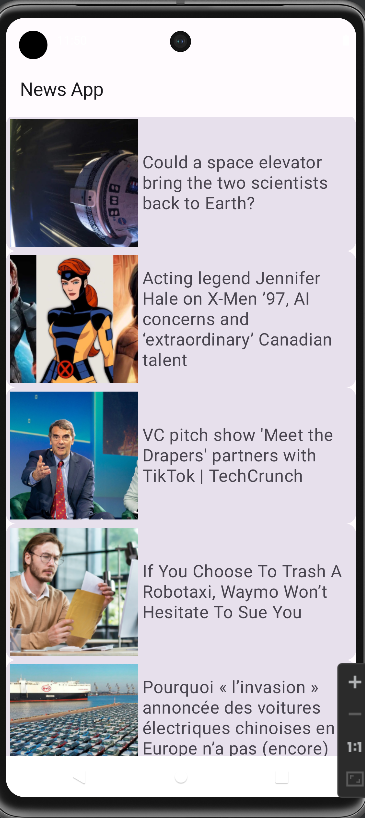 News App
Could a space elevator
bring the two scientists
back to Earth?
Acting legend Jennifer
Hale on X-Men ’97, AI
concerns and
‘extraordinary’ Canadian
talent
VC pitch show 'Meet the
Drapers' partners with
TikTok | TechCrunch
If You Choose To Trash A
Robotaxi, Waymo Won’t
Hesitate To Sue You
Pourquoi « l’invasion »
annoncée des voitures
électriques chinoises en
Europe n’a pas (encore)
1:1